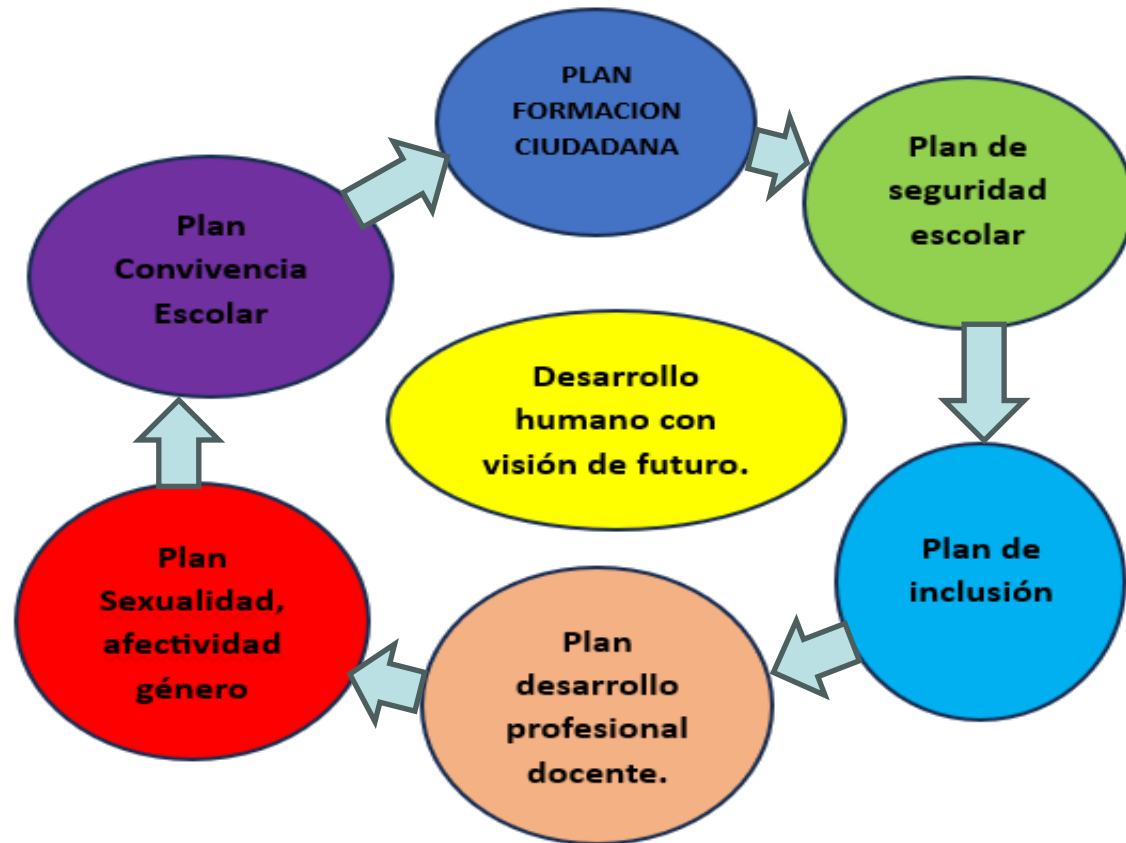 PLAN
FORMACION
CIUDADANA
Plan de
seguridad
escolar
Plan de
inclusión
Plan
desarrollo
profesional
docente.
Plan
Sexualidad,
afectividad
género
Plan
Convivencia
Escolar
Desarrollo
humano con
visión de futuro.